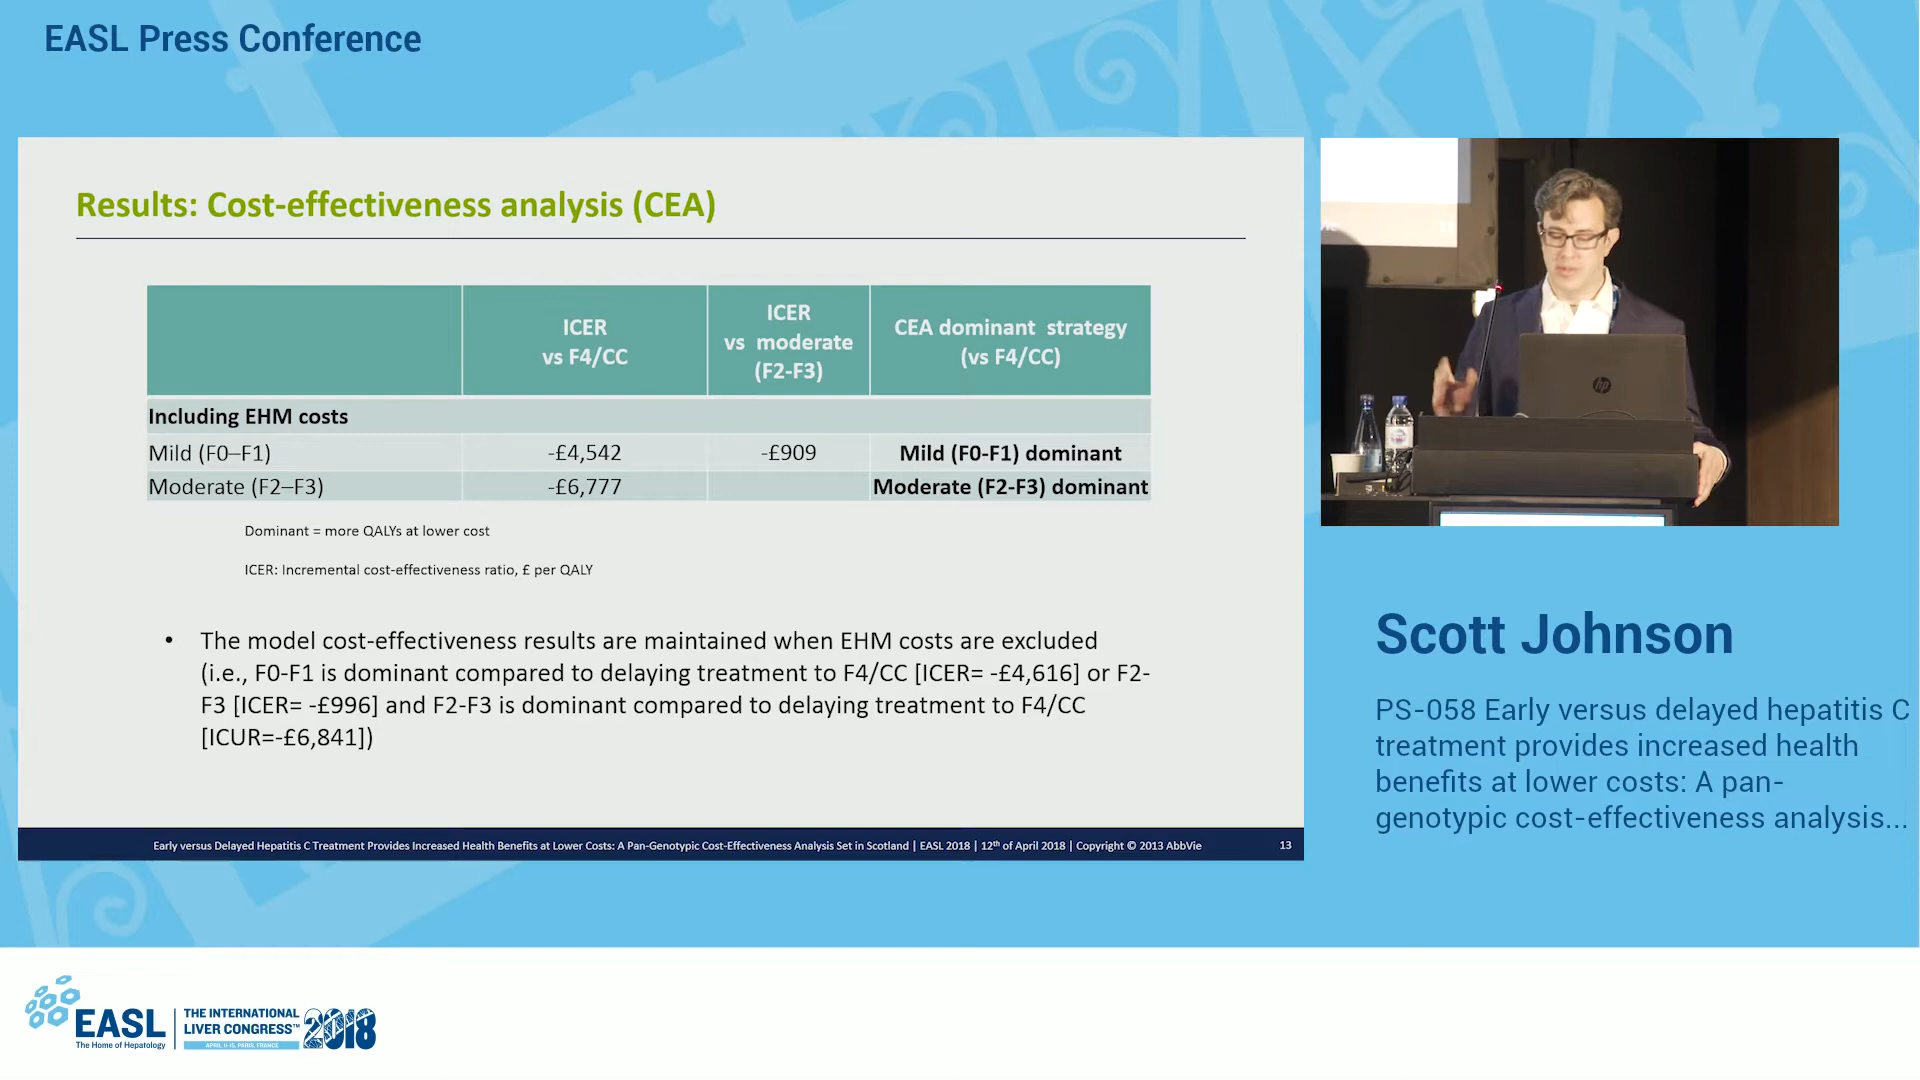 EASL Press Conference
Results: Cost-effectiveness analysis (CEA)
ICER
vs F4/CC
ICER
vs moderate
(F2-F3)
CEA dominant strategy
(vs F4/CC)
Including EHM costs
Mild (F0–F1) -£4,542 -£909 Mild (F0-F1) dominant
Moderate (F2–F3) -£6,777 Moderate (F2-F3) dominant
Dominant = more QALYs at lower cost
ICER: Incremental cost-effectiveness ratio, £ per QALY
• The model cost-effectiveness results are maintained when EHM costs are excluded
(i.e., F0-F1 is dominant compared to delaying treatment to F4/CC [ICER= -£4,616] or F2-
F3 [ICER= -£996] and F2-F3 is dominant compared to delaying treatment to F4/CC
[ICUR=-£6,841])
Early versus Delayed Hepatitis C Treatment Provides Increased Health Benefits at Lower Costs: A Pan-Genotypic Cost-Effectiveness Analysis Set in Scotland | EASL 2018 | 12th of April 2018 | Copyright © 2013 AbbVie 13
hp
Scott Johnson
PS-058 Early versus delayed hepatitis C
treatment provides increased health
benefits at lower costs: A pan-
genotypic cost-effectiveness analysis...
EASL
The Home of Hepatology
THE INTERNATIONAL
LIVER CONGRESS™
2018
APRIL 11-15, PARIS, FRANCE